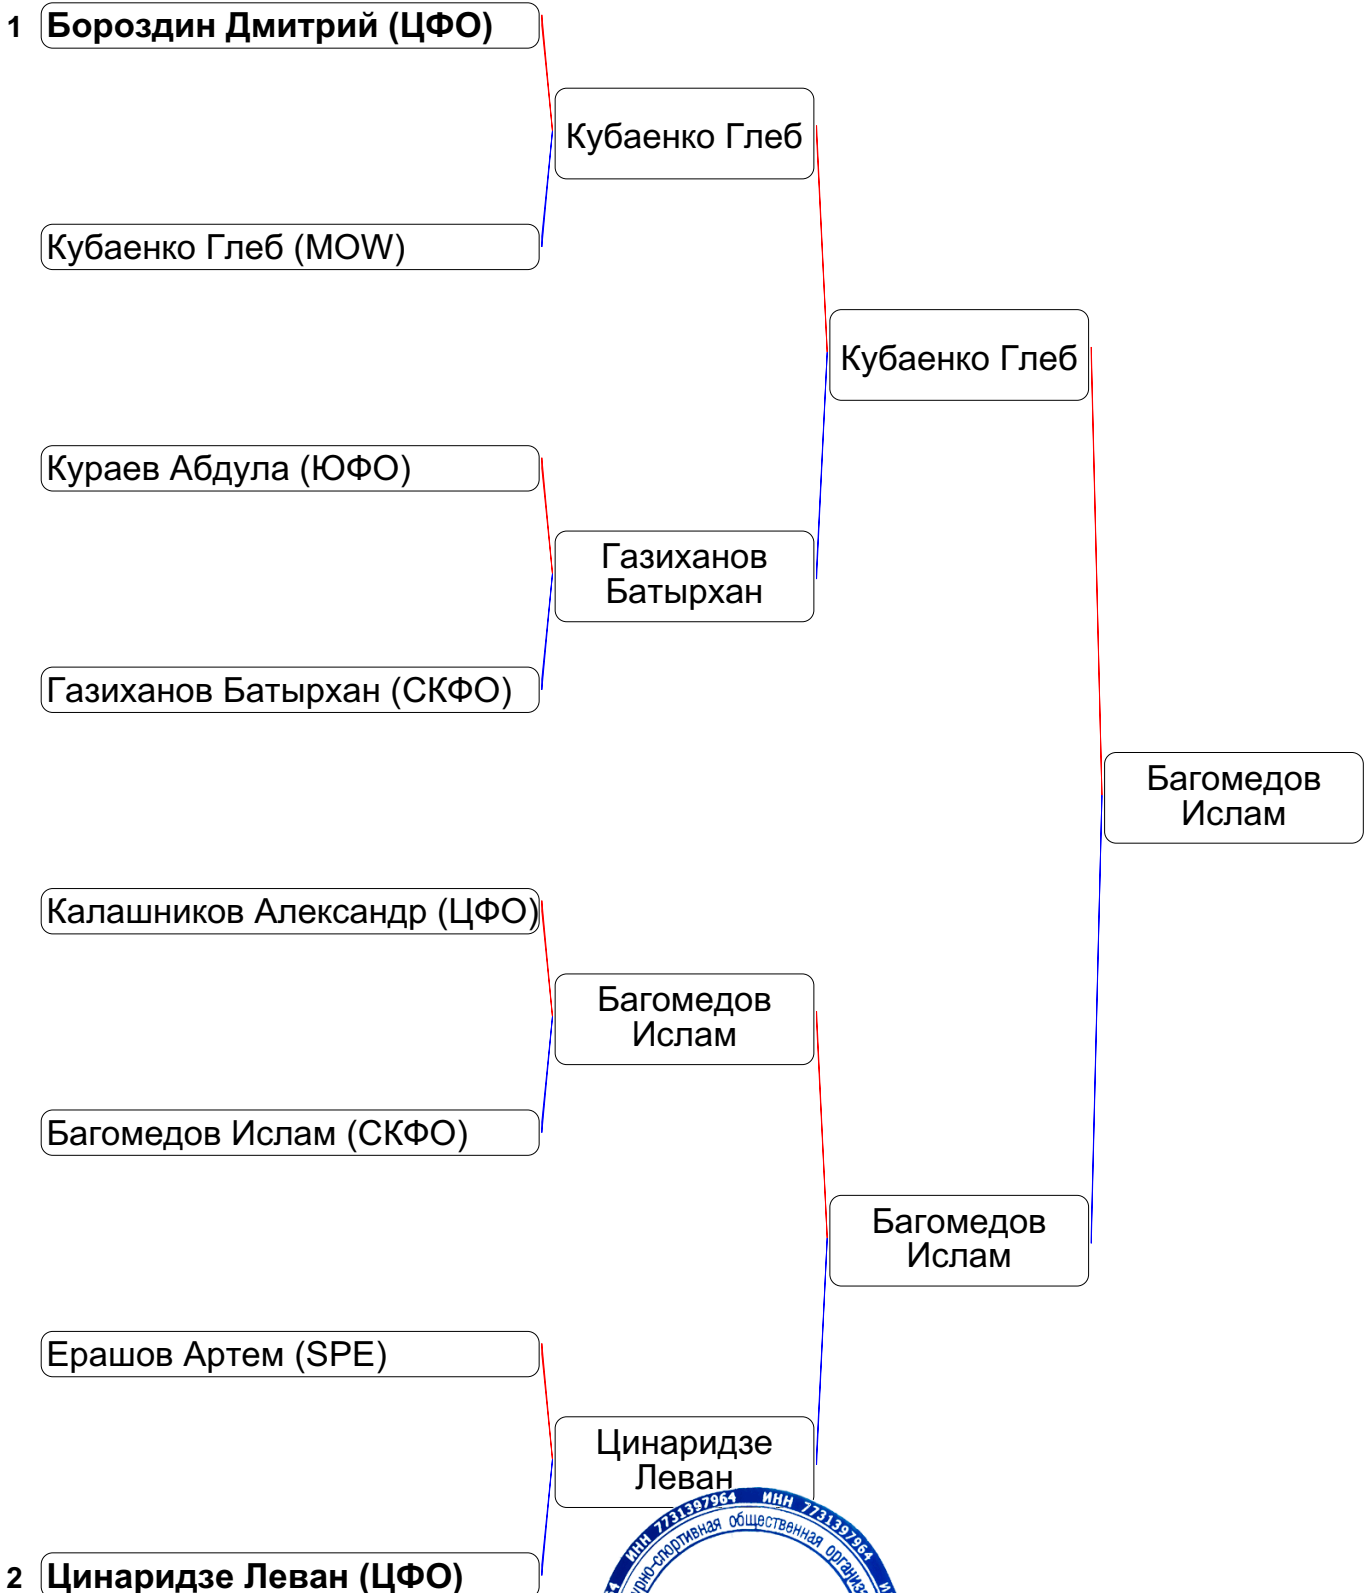 1 Бороздин Дмитрий (ЦФО)
Кубаенко Глеб
Кубаенко Глеб (MOW)
Кубаенко Глеб
Кураев Абдула (ЮФО)
Газиханов
Батырхан
Газиханов Батырхан (СКФО)
Багомедов
Ислам
Калашников Александр (ЦФО)
Багомедов
Ислам
Багомедов Ислам (СКФО)
Багомедов
Ислам
Ерашов Артем (SPE)
Цинаридзе
Леван
ИНН 7731397964 ИНН 7731397964
спортивная общественная
2 Цинаридзе Леван (ЦФО)